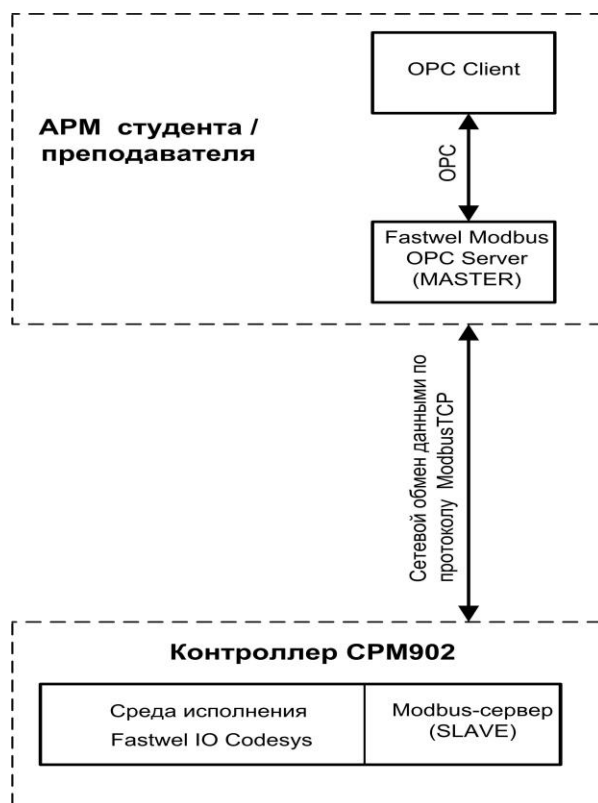 OPC Client
АРМ студента /
преподавателя
OPC
Fastwel Modbus
OPC Server
(MASTER)
Сетевой обмен данными по
протоколу ModbusTCP
Контроллер CPM902
Среда исполнения
Fastwel IO Codesys
Modbus-сервер
(SLAVE)